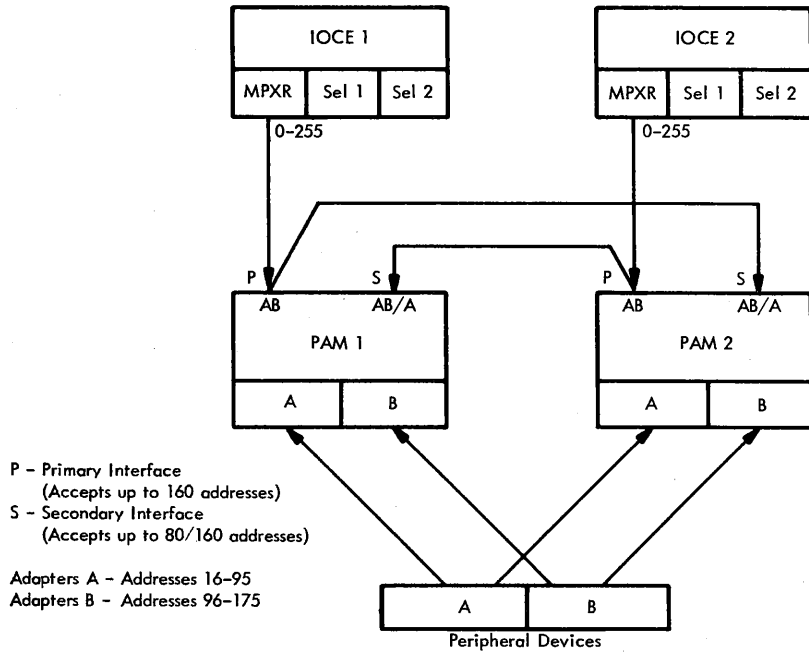 IOCE 1
IOCE 2
MPXR Sel 1 Sel 2
MPXR Sel 1 Sel 2
0-255
0-255
P S
P S
AB AB/A
AB AB/A
PAM 1
PAM 2
A B
A B
P - Primary Interface
(Accepts up to 160 addresses)
S - Secondary Interface
(Accepts up to 80/160 addresses)
Adapters A - Addresses 16-95
Adapters B - Addresses 96-175
A B
Peripheral Devices